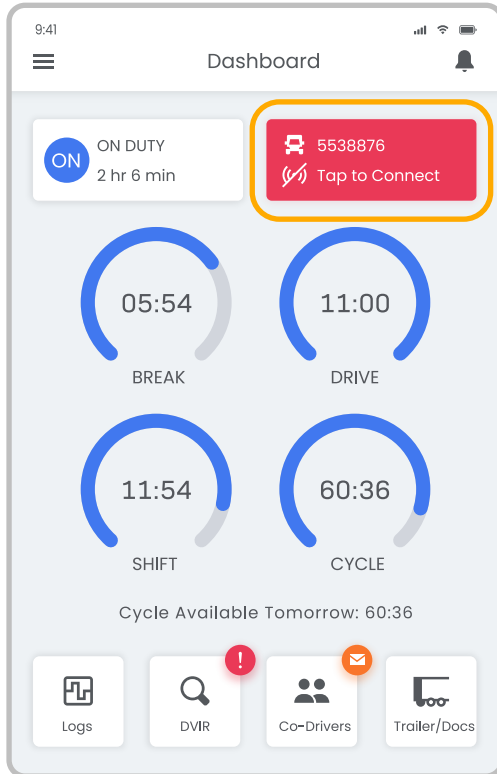 9:41
Dashboard
ON
ON DUTY
2 hr 6 min
5538876
Tap to Connect
05:54
BREAK
11:00
DRIVE
11:54
SHIFT
60:36
CYCLE
Cycle Available Tomorrow: 60:36
!
Logs
DVIR
Co-Drivers
Trailer/Docs